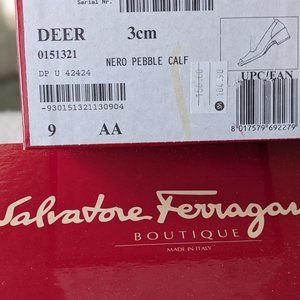 Serial Nr.
DEER 3cm
0151321 NERO PEBBLE CALF
DP U 42424
UPC/EAN
-930151321130904
8 017579 692279
9 AA
Salvatore Ferragam
BOUTIQUE
MADE IN ITALY